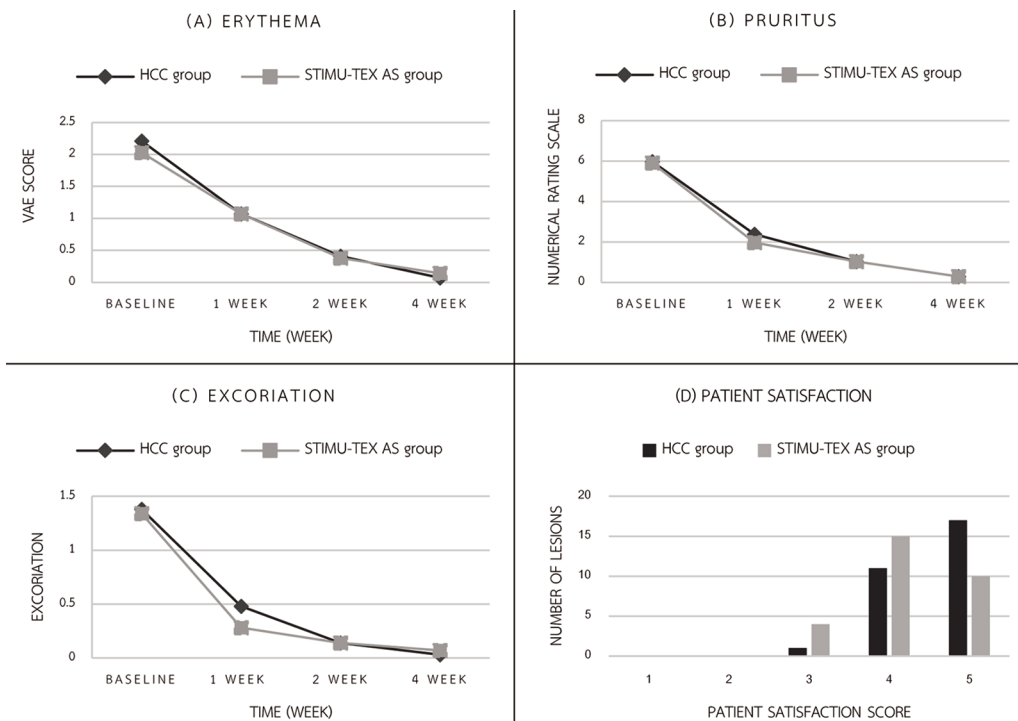 (A) ERYTHEMA
HCC group STIMU-TEX AS group
VAE SCORE
2.5
2
1.5
1
0.5
0
BASELINE 1 WEEK 2 WEEK 4 WEEK
TIME (WEEK)
(B) PRURITUS
HCC group STIMU-TEX AS group
NUMERICAL RATING SCALE
8
6
4
2
0
BASELINE 1 WEEK 2 WEEK 4 WEEK
TIME (WEEK)
(C) EXCORIATION
HCC group STIMU-TEX AS group
EXCORIATION
1.5
1
0.5
0
BASELINE 1 WEEK 2 WEEK 4 WEEK
TIME (WEEK)
(D) PATIENT SATISFACTION
HCC group STIMU-TEX AS group
NUMBER OF LESIONS
20
15
10
5
0
1 2 3 4 5
PATIENT SATISFACTION SCORE